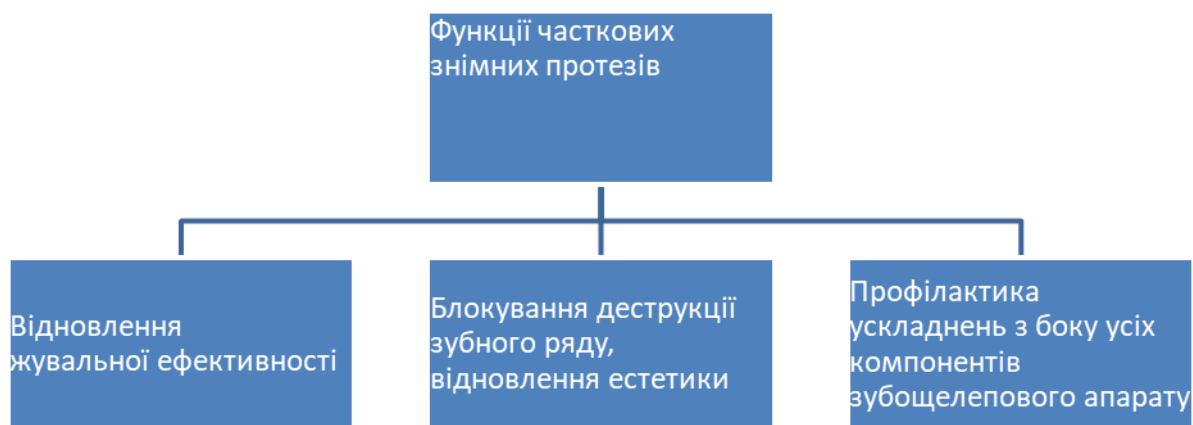 Функції часткових
знімних протезів
Відновлення
жувальної ефективності
Блокування деструкції
зубного ряду,
відновлення естетики
Профілактика
ускладнень з боку усіх
компонентів
зубощелепового апарату